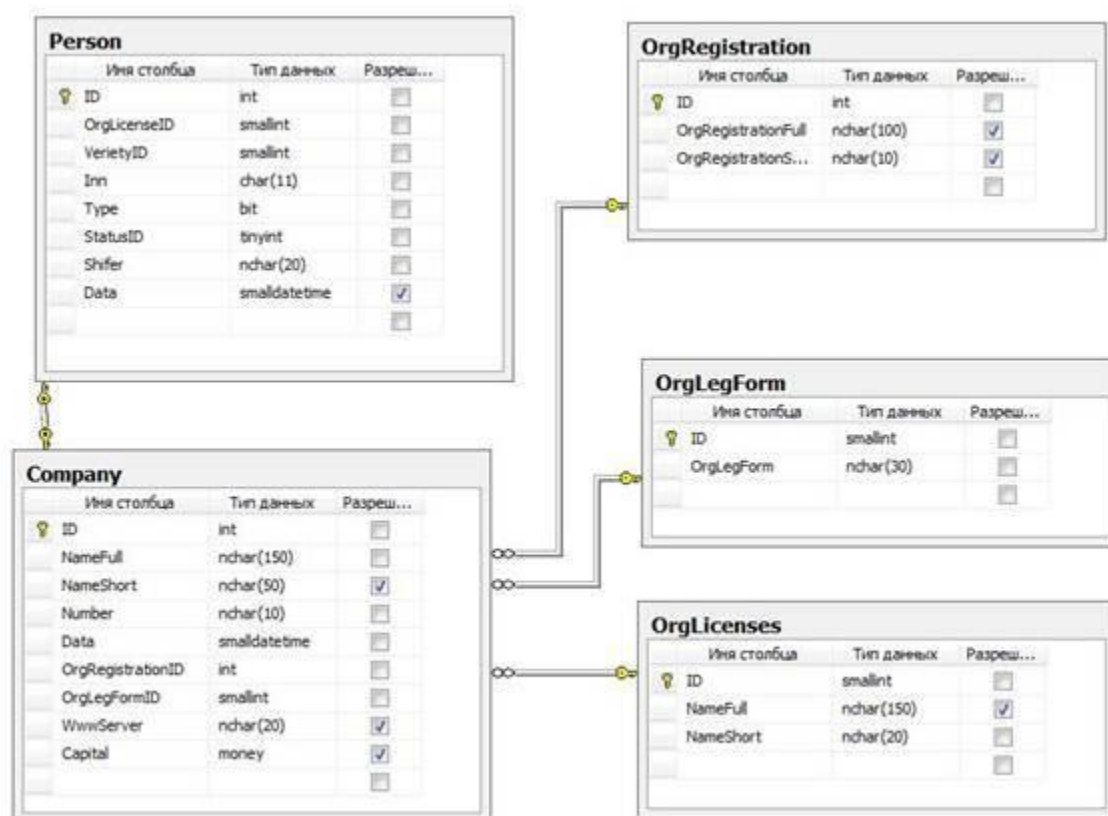 Person
Имя столбца Тип данных Разреш...
ID int
OrgLicenseID smallint
VerietyID smallint
Inn char(11)
Type bit
StatusID tinyint
Shifer nchar(20)
Data smalldatetime
OrgRegistration
Имя столбца Тип данных Разреш...
ID int
OrgRegistrationFull nchar(100)
OrgRegistrationS... nchar(10)
OrgLegForm
Имя столбца Тип данных Разреш...
ID smallint
OrgLegForm nchar(30)
Company
Имя столбца Тип данных Разреш...
ID int
NameFull nchar(150)
NameShort nchar(50)
Number nchar(10)
Data smalldatetime
OrgRegistrationID int
OrgLegFormID smallint
WwwServer nchar(20)
Capital money
OrgLicenses
Имя столбца Тип данных Разреш...
ID smallint
NameFull nchar(150)
NameShort nchar(20)